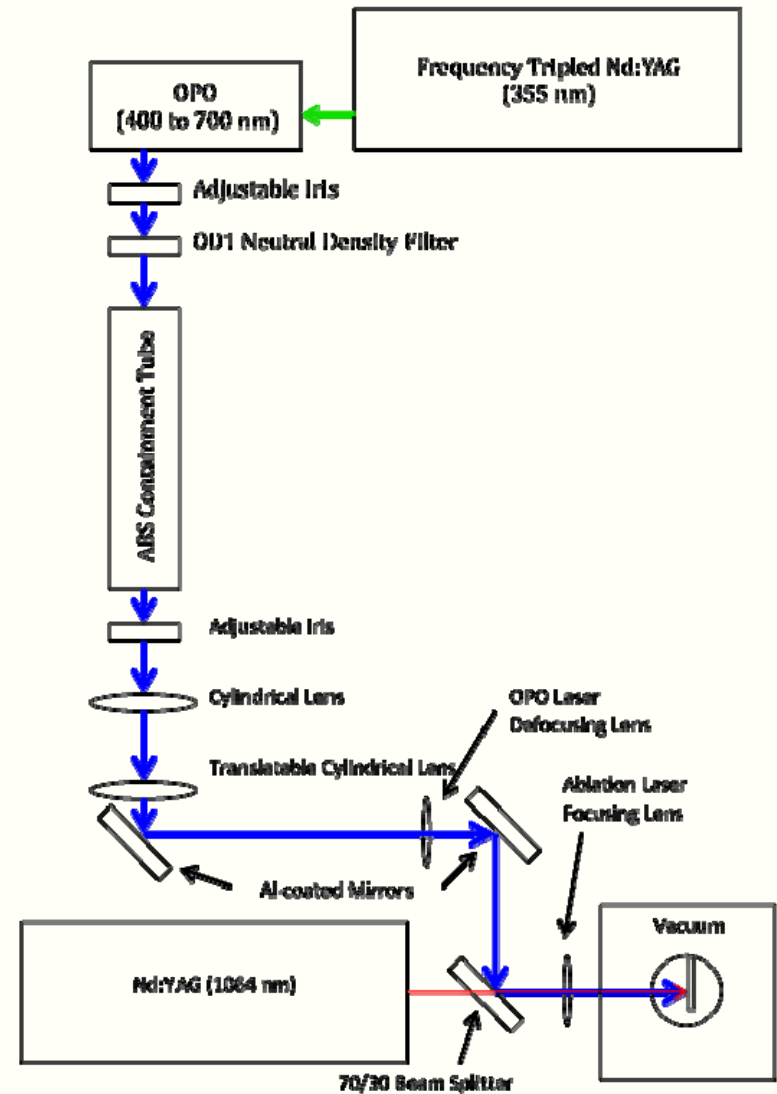 Frequency Tripled Nd:YAG
(355 nm)
OPO
(400 to 700 nm)
Adjustable Iris
OD1 Neutral Density Filter
ABS Containment Tube
Adjustable Iris
Cylindrical Lens
OPO Laser
Defocusing Lens
Translatable Cylindrical Lens
Ablation Laser
Focusing Lens
Al-coated Mirrors
Vacuum
Nd:YAG (1064 nm)
70/30 Beam Splitter